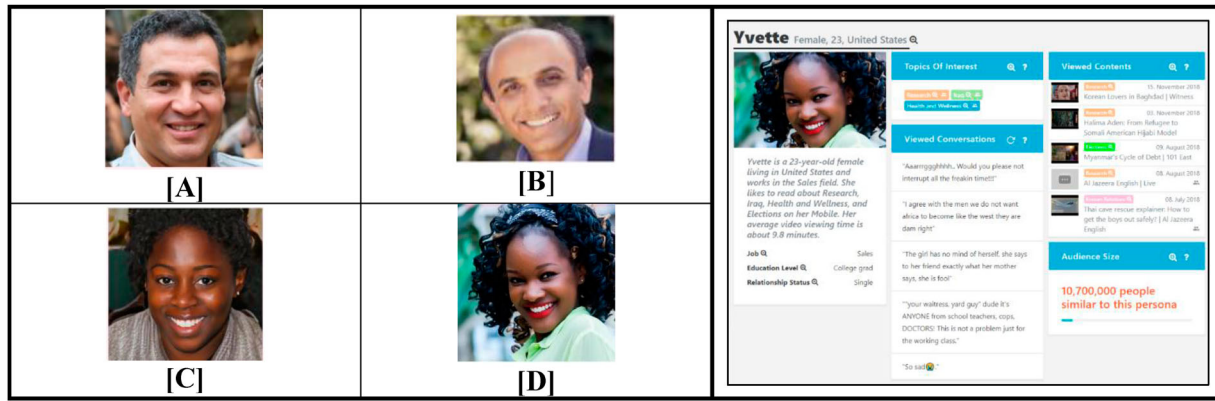 [A]
[B]
[C]
[D]
Yvette Female, 23, United States
Yvette is a 23-year-old female
living in United States and
works in the Sales field. She
likes to read about Research,
Iraq, Health and Wellness, and
Elections on her Mobile. Her
average video viewing time is
about 9.8 minutes.
Job Sales
Education Level College grad
Relationship Status Single
Topics Of Interest ?
Research Iraq
Health and Wellness
Viewed Conversations ?
"Aaarrrggghhhh,. Would you please not
interrupt all the freakin time!!!"
"I agree with the men we do not want
africa to become like the west they are
dam right"
"The girl has no mind of herself. she says
to her friend exactly what her mother
says, she is fool"
""your waitress, yard guy" dude it's
ANYONE from school teachers, cops,
DOCTORS! This is not a problem just for
the working class."
"So sad😭."
Viewed Contents ?
Research 15. November 2018
Korean Lovers in Baghdad | Witness
Research 03. November 2018
Halima Aden: From Refugee to
Somali American Hijabi Model
09. August 2018
Myanmar's Cycle of Debt | 101 East
Research 08. August 2018
Al Jazeera English | Live
08. July 2018
Thai cave rescue explainer: How to
get the boys out safely? | Al Jazeera
English
Audience Size ?
10,700,000 people
similar to this persona